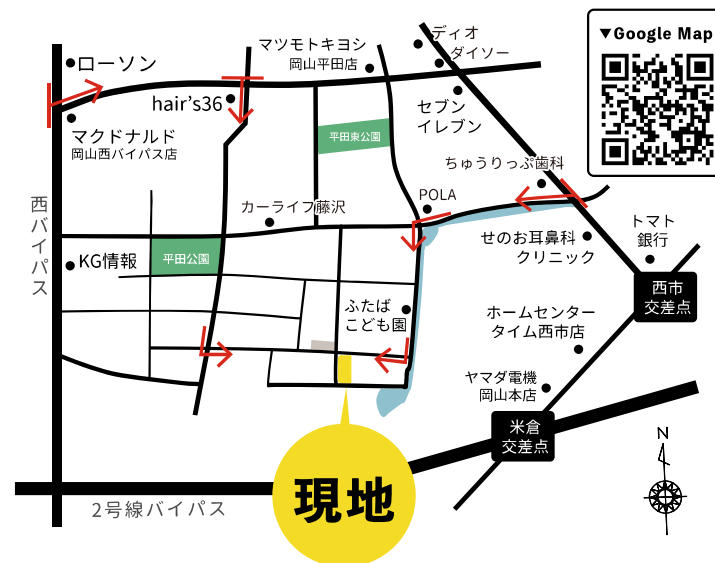 ディオ
ダイソー
マツモトキヨシ
岡山平田店
▼Google Map
ローソン
hair's36
マクドナルド
岡山西バイパス店
セブン
イレブン
平田東公園
ちゅうりっぷ歯科
西バイパス
カーライフ藤沢
POLA
トマト
銀行
せのお耳鼻科
クリニック
KG情報
平田公園
西市
交差点
ふたば
こども園
ホームセンター
タイム西市店
ヤマダ電機
岡山本店
米倉
交差点
N
現地
2号線バイパス